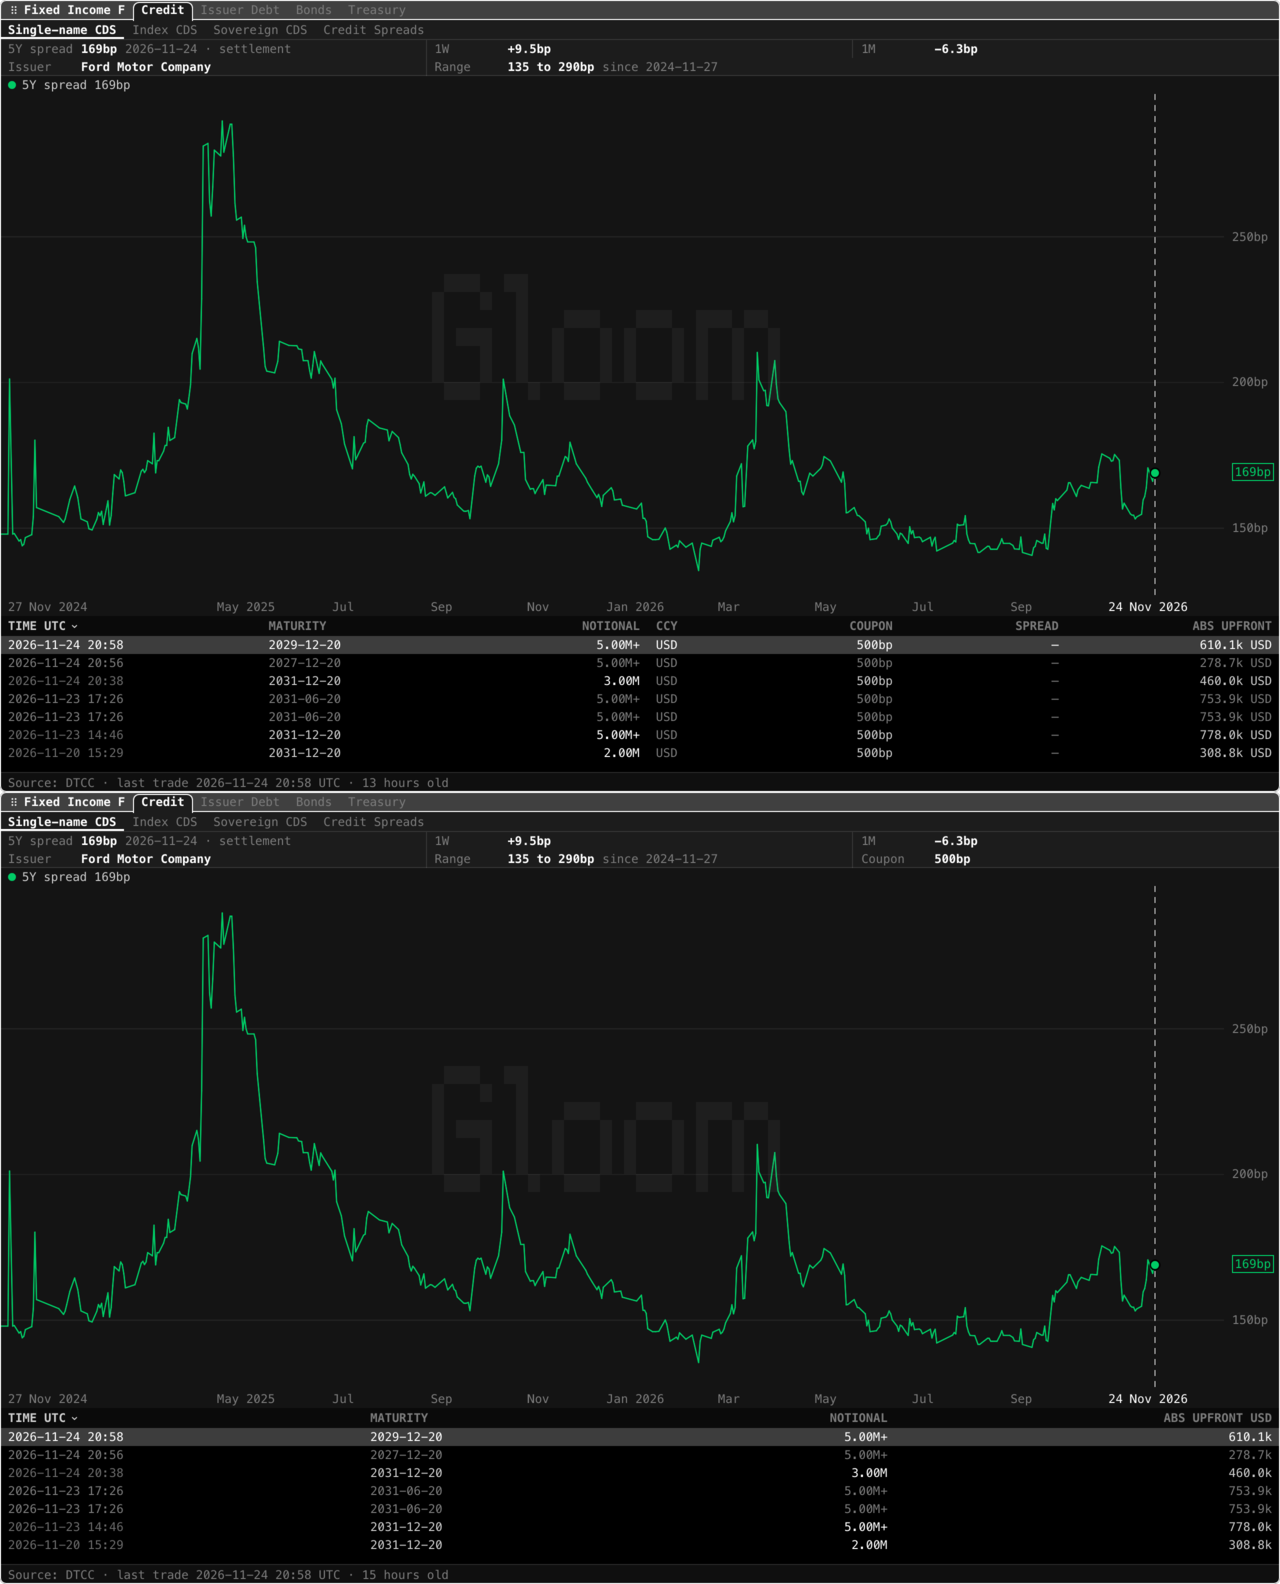 ⠿ Fixed Income F Credit Issuer Debt Bonds Treasury
Single-name CDS Index CDS Sovereign CDS Credit Spreads
5Y spread 169bp 2026-11-24 · settlement 1W +9.5bp 1M -6.3bp
Issuer Ford Motor Company Range 135 to 290bp since 2024-11-27
● 5Y spread 169bp
Gloom
250bp
200bp
169bp
150bp
27 Nov 2024 May 2025 Jul Sep Nov Jan 2026 Mar May Jul Sep 24 Nov 2026
TIME UTC MATURITY NOTIONAL CCY COUPON SPREAD ABS UPFRONT
2026-11-24 20:58 2029-12-20 5.00M+ USD 500bp — 610.1k USD
2026-11-24 20:56 2027-12-20 5.00M+ USD 500bp — 278.7k USD
2026-11-24 20:38 2031-12-20 3.00M USD 500bp — 460.0k USD
2026-11-23 17:26 2031-06-20 5.00M+ USD 500bp — 753.9k USD
2026-11-23 17:26 2031-06-20 5.00M+ USD 500bp — 753.9k USD
2026-11-23 14:46 2031-12-20 5.00M+ USD 500bp — 778.0k USD
2026-11-20 15:29 2031-12-20 2.00M USD 500bp — 308.8k USD
Source: DTCC · last trade 2026-11-24 20:58 UTC · 13 hours old
⠿ Fixed Income F Credit Issuer Debt Bonds Treasury
Single-name CDS Index CDS Sovereign CDS Credit Spreads
5Y spread 169bp 2026-11-24 · settlement 1W +9.5bp 1M -6.3bp
Issuer Ford Motor Company Range 135 to 290bp since 2024-11-27 Coupon 500bp
● 5Y spread 169bp
Gloom
250bp
200bp
169bp
150bp
27 Nov 2024 May 2025 Jul Sep Nov Jan 2026 Mar May Jul Sep 24 Nov 2026
TIME UTC MATURITY NOTIONAL ABS UPFRONT USD
2026-11-24 20:58 2029-12-20 5.00M+ 610.1k
2026-11-24 20:56 2027-12-20 5.00M+ 278.7k
2026-11-24 20:38 2031-12-20 3.00M 460.0k
2026-11-23 17:26 2031-06-20 5.00M+ 753.9k
2026-11-23 17:26 2031-06-20 5.00M+ 753.9k
2026-11-23 14:46 2031-12-20 5.00M+ 778.0k
2026-11-20 15:29 2031-12-20 2.00M 308.8k
Source: DTCC · last trade 2026-11-24 20:58 UTC · 15 hours old